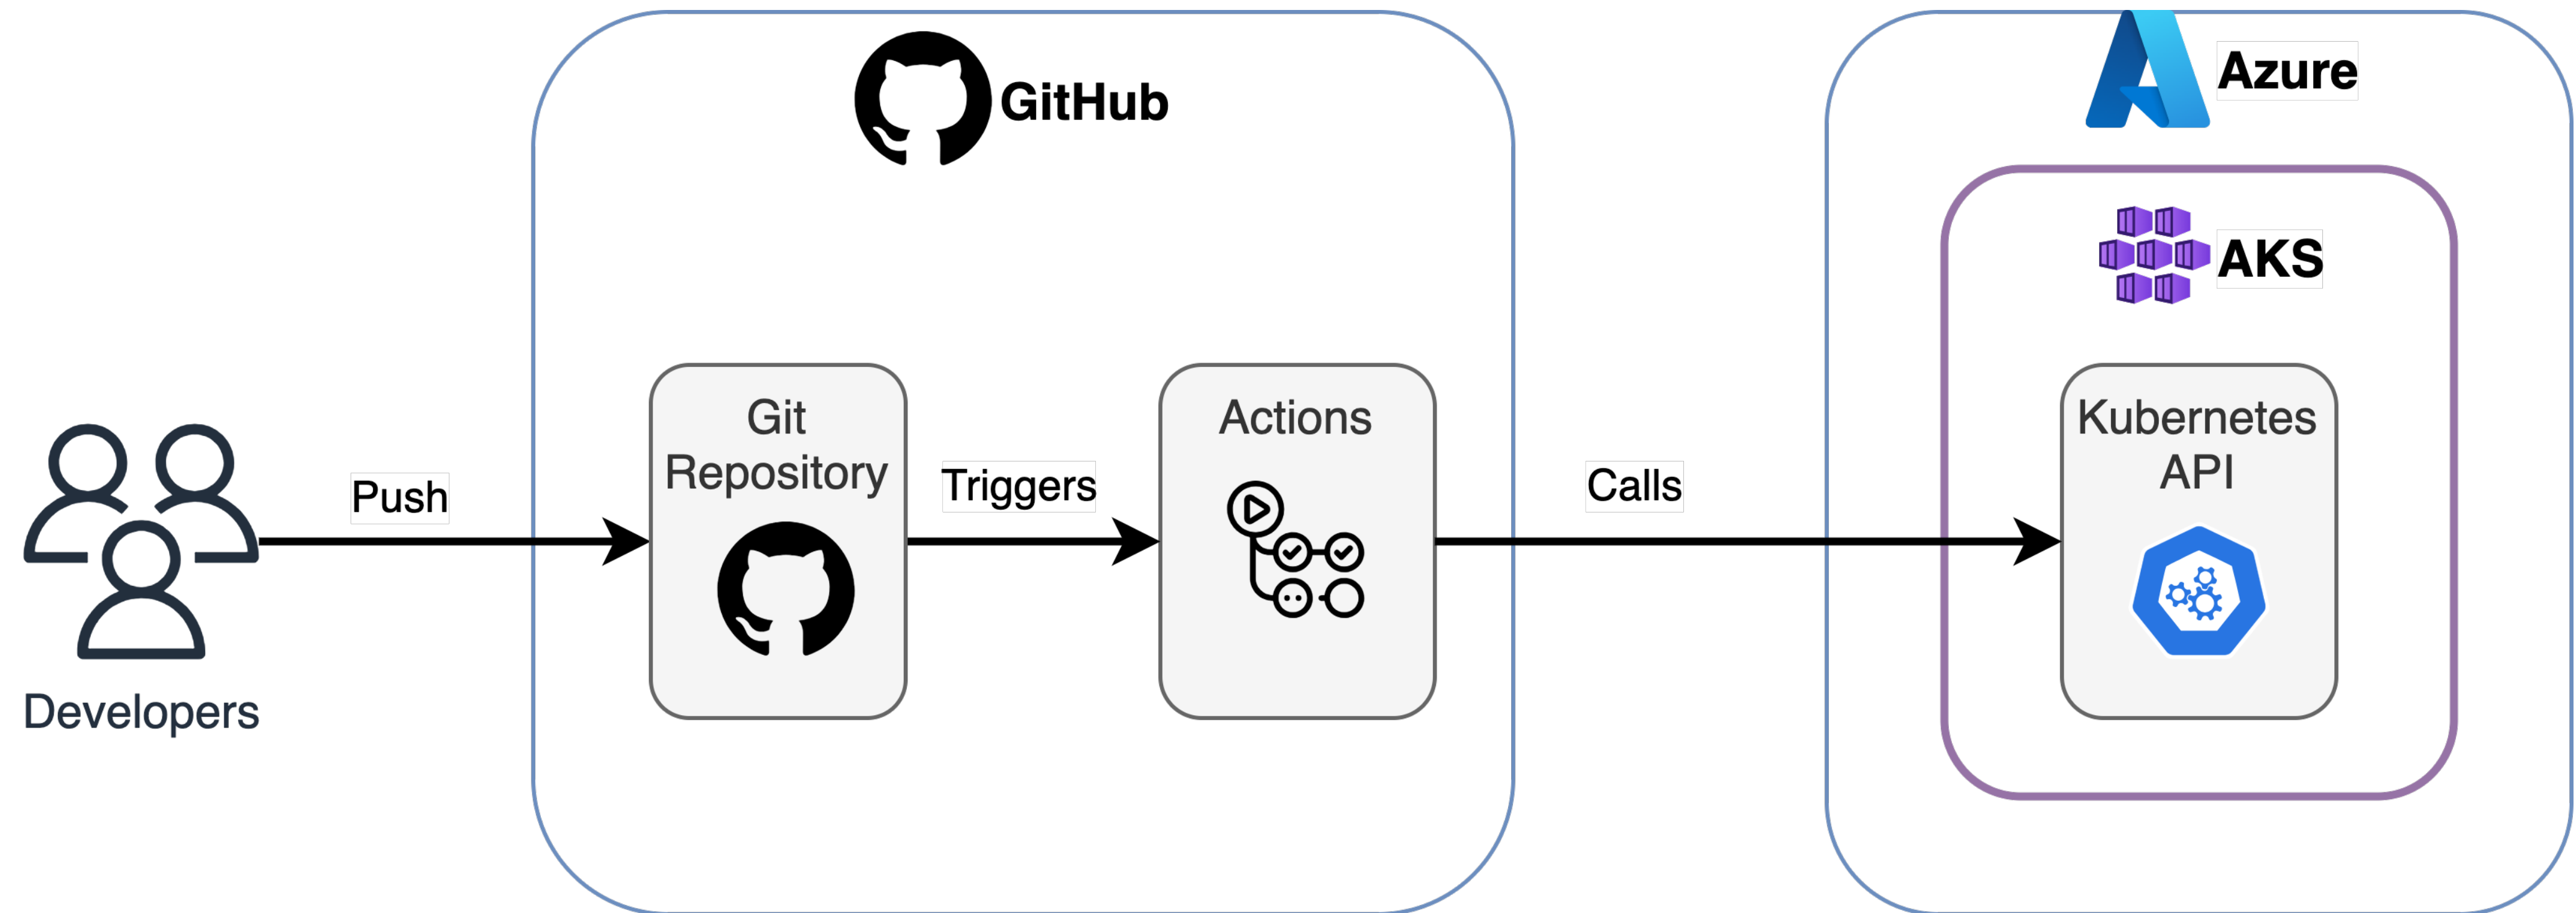 GitHub
Azure
AKS
Git
Repository
Actions
Kubernetes
API
Push
Triggers
Calls
Developers